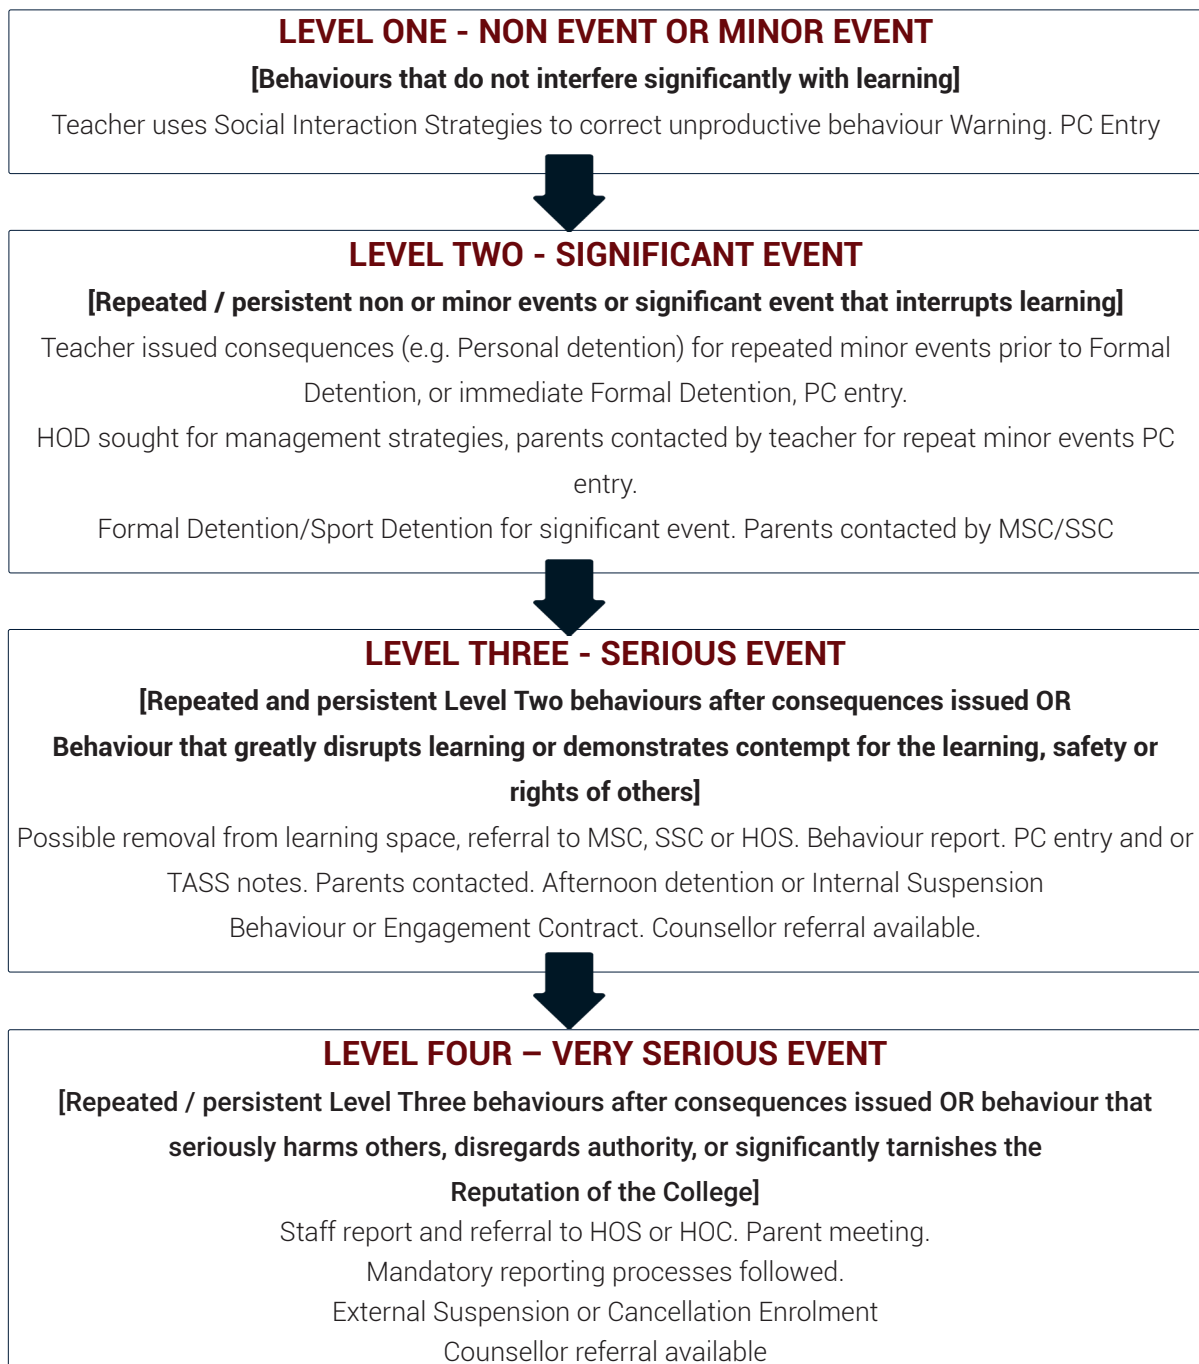 LEVEL ONE - NON EVENT OR MINOR EVENT
[Behaviours that do not interfere significantly with learning]
Teacher uses Social Interaction Strategies to correct unproductive behaviour Warning. PC Entry
LEVEL TWO - SIGNIFICANT EVENT
[Repeated / persistent non or minor events or significant event that interrupts learning]
Teacher issued consequences (e.g. Personal detention) for repeated minor events prior to Formal
Detention, or immediate Formal Detention, PC entry.
HOD sought for management strategies, parents contacted by teacher for repeat minor events PC
entry.
Formal Detention/Sport Detention for significant event. Parents contacted by MSC/SSC
LEVEL THREE - SERIOUS EVENT
[Repeated and persistent Level Two behaviours after consequences issued OR
Behaviour that greatly disrupts learning or demonstrates contempt for the learning, safety or
rights of others]
Possible removal from learning space, referral to MSC, SSC or HOS. Behaviour report. PC entry and or
TASS notes. Parents contacted. Afternoon detention or Internal Suspension
Behaviour or Engagement Contract. Counsellor referral available.
LEVEL FOUR – VERY SERIOUS EVENT
[Repeated / persistent Level Three behaviours after consequences issued OR behaviour that
seriously harms others, disregards authority, or significantly tarnishes the
Reputation of the College]
Staff report and referral to HOS or HOC. Parent meeting.
Mandatory reporting processes followed.
External Suspension or Cancellation Enrolment
Counsellor referral available